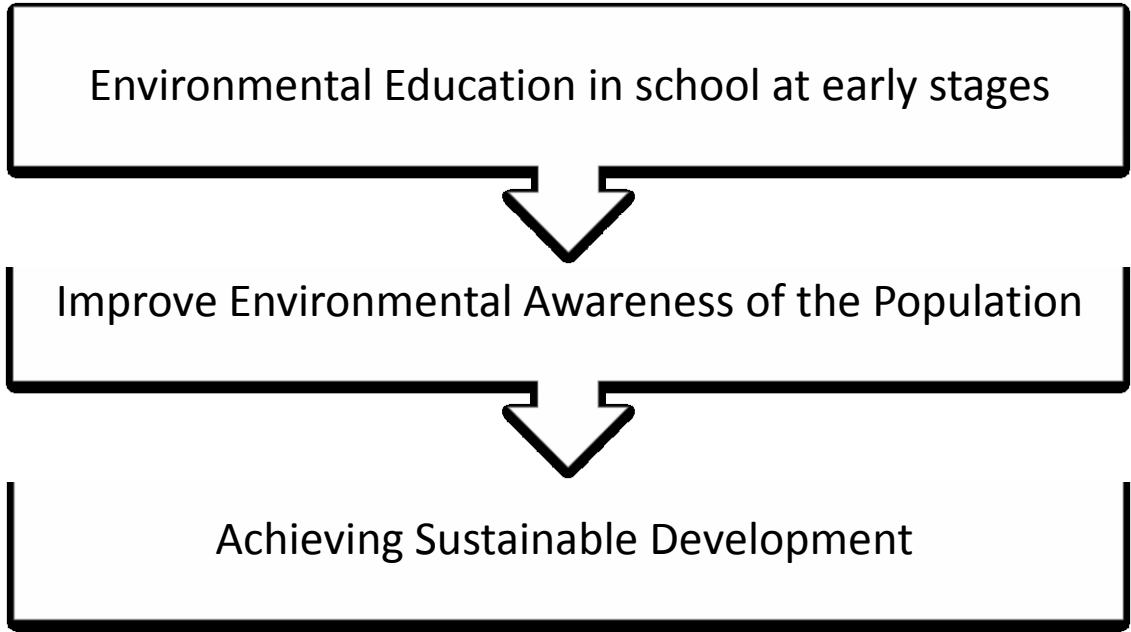 Environmental Education in school at early stages
Improve Environmental Awareness of the Population
Achieving Sustainable Development